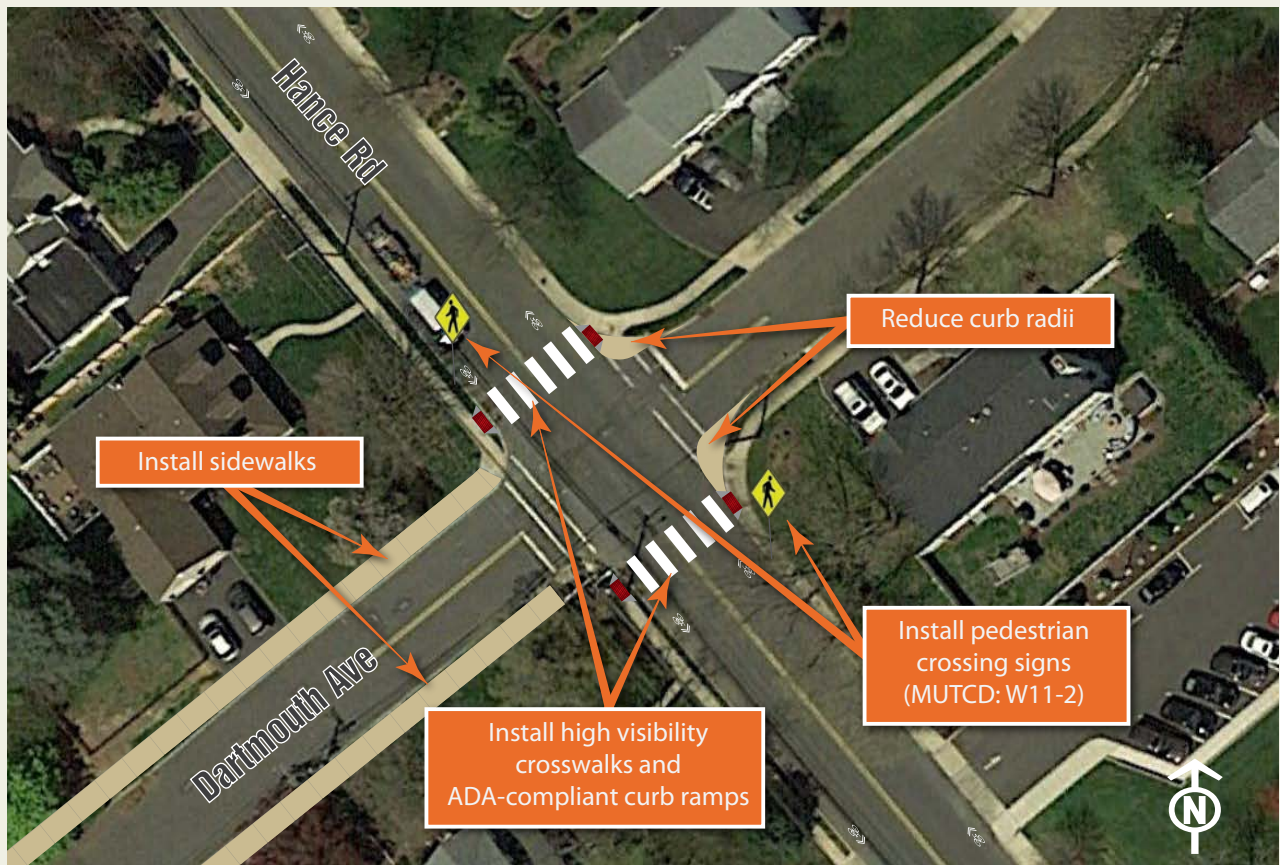 Hance Rd
Reduce curb radii
Install sidewalks
Install pedestrian
crossing signs
(MUTCD: W11-2)
Dartmouth Ave
Install high visibility
crosswalks and
ADA-compliant curb ramps
N